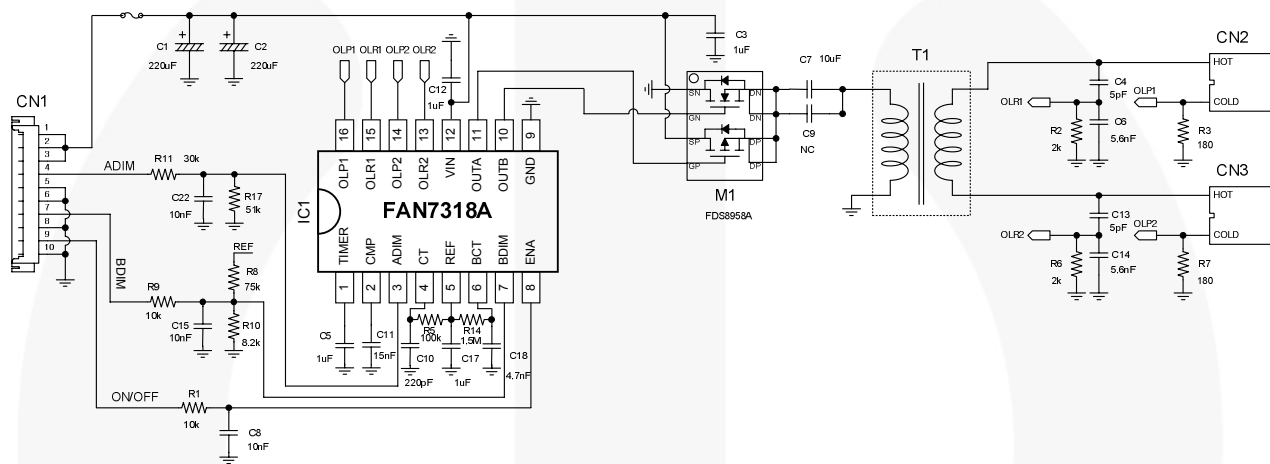 CN1
1
2
3
4
5
6
7
8
9
10
C1
220uF
C2
220uF
ADIM
R11 30k
C22
10nF
R17
51k
BDIM
REF
R8
75k
R9
10k
C15
10nF
R10
8.2k
ON/OFF
R1
10k
C8
10nF
OLP1 OLR1 OLP2 OLR2
C12
1uF
16 15 14 13 12 11 10 9
OLP1 OLR1 OLP2 OLR2 VIN OUTA OUTB GND
IC1
FAN7318A
TIMER CMP ADIM CT REF BCT BDIM ENA
1 2 3 4 5 6 7 8
C5
1uF
C11
15nF
R5
100k
R14
1.5M
C10
220pF
C17
1uF
C18
4.7nF
C3
1uF
SN DN
GN DN
SP DP
GP DP
M1
FDS8958A
C7 10uF
C9
NC
T1
CN2
HOT
COLD
C4
5pF
OLR1
OLP1
C6
5.6nF
R2
2k
R3
180
CN3
HOT
COLD
C13
5pF
OLR2
OLP2
C14
5.6nF
R6
2k
R7
180